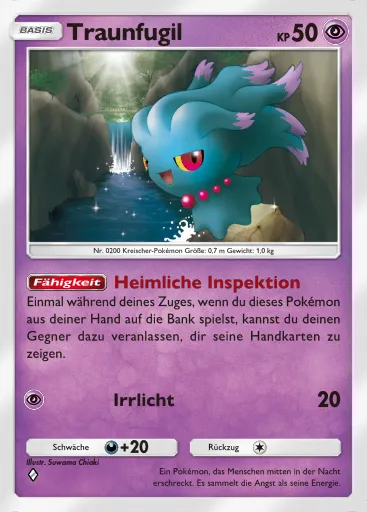 BASIS Traunfugil KP 50
Nr. 0200 Kreischer-Pokémon Größe: 0,7 m Gewicht: 1,0 kg
Fähigkeit Heimliche Inspektion
Einmal während deines Zuges, wenn du dieses Pokémon
aus deiner Hand auf die Bank spielst, kannst du deinen
Gegner dazu veranlassen, dir seine Handkarten zu
zeigen.
Irrlicht 20
Schwäche +20 Rückzug
Illustr. Suwama Chiaki
Ein Pokémon, das Menschen mitten in der Nacht
erschreckt. Es sammelt die Angst als seine Energie.